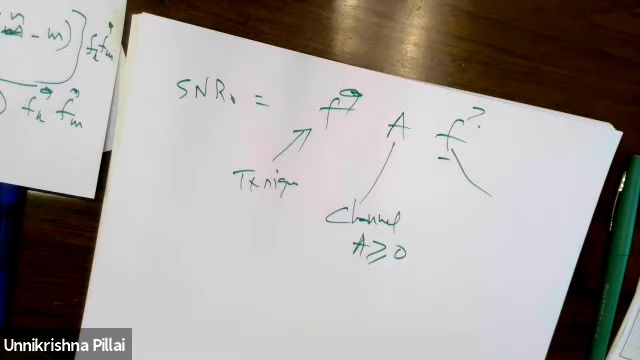 - m) } f f*m
) f*k f*m
SNR₀ = f A f ?
Tx sign
Channel
A ≥ 0
Unnikrishna Pillai